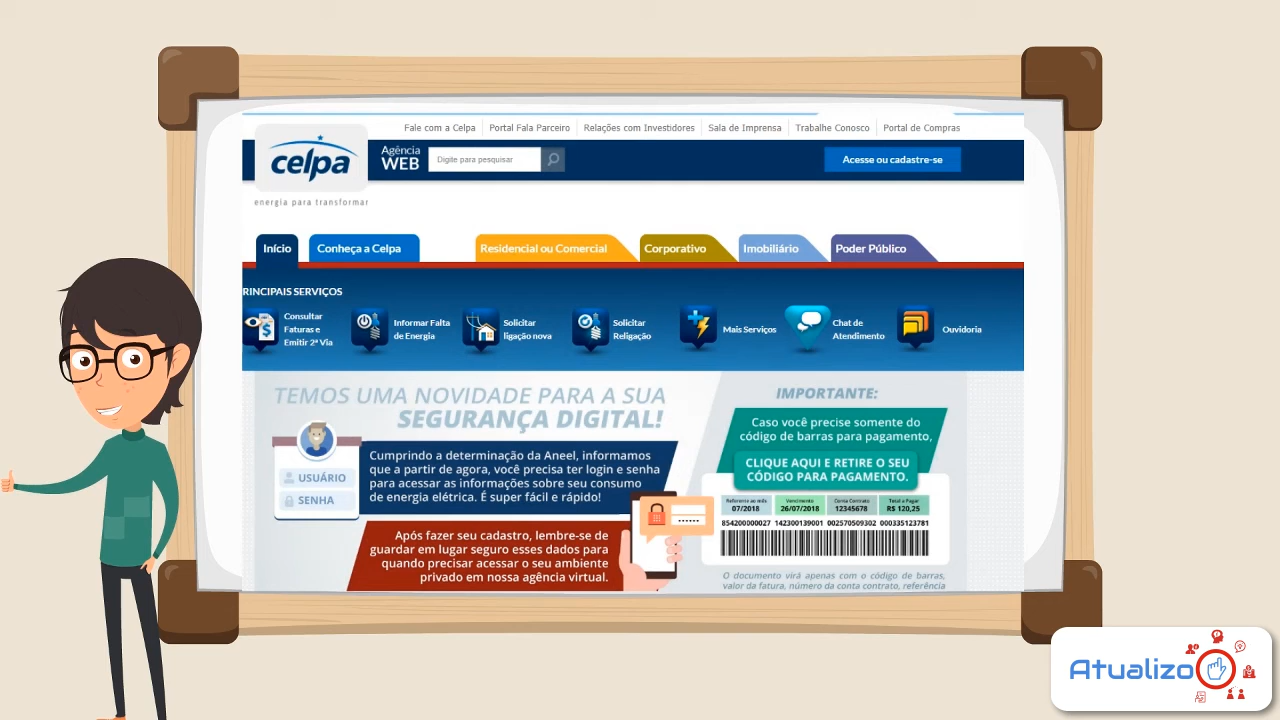 Fale com a Celpa
Portal Fala Parceiro
Relações com Investidores
Sala de Imprensa
Trabalhe Conosco
Portal de Compras
celpa
energia para transformar
Agência
WEB
Digite para pesquisar
Acesse ou cadastre-se
Início
Conheça a Celpa
Residencial ou Comercial
Corporativo
Imobiliário
Poder Público
RINCIPAIS SERVIÇOS
Consultar
Faturas e
Emitir 2ª Via
Informar Falta
de Energia
Solicitar
ligação nova
Solicitar
Religação
Mais Serviços
Chat de
Atendimento
Ouvidoria
TEMOS UMA NOVIDADE PARA A SUA
SEGURANÇA DIGITAL!
USUÁRIO
SENHA
Cumprindo a determinação da Aneel, informamos
que a partir de agora, você precisa ter login e senha
para acessar as informações sobre seu consumo
de energia elétrica. É super fácil e rápido!
Após fazer seu cadastro, lembre-se de
guardar em lugar seguro esses dados para
quando precisar acessar o seu ambiente
privado em nossa agência virtual.
IMPORTANTE:
Caso você precise somente do
código de barras para pagamento,
CLIQUE AQUI E RETIRE O SEU
CÓDIGO PARA PAGAMENTO.
Referente ao mês
07/2018
Vencimento
26/07/2018
Conta Contrato
12345678
Total a Pagar
R$ 120,25
854200000027 142300139001 002570509302 000335123781
O documento virá apenas com o código de barras,
valor da fatura, número da conta contrato, referência
Atualizo